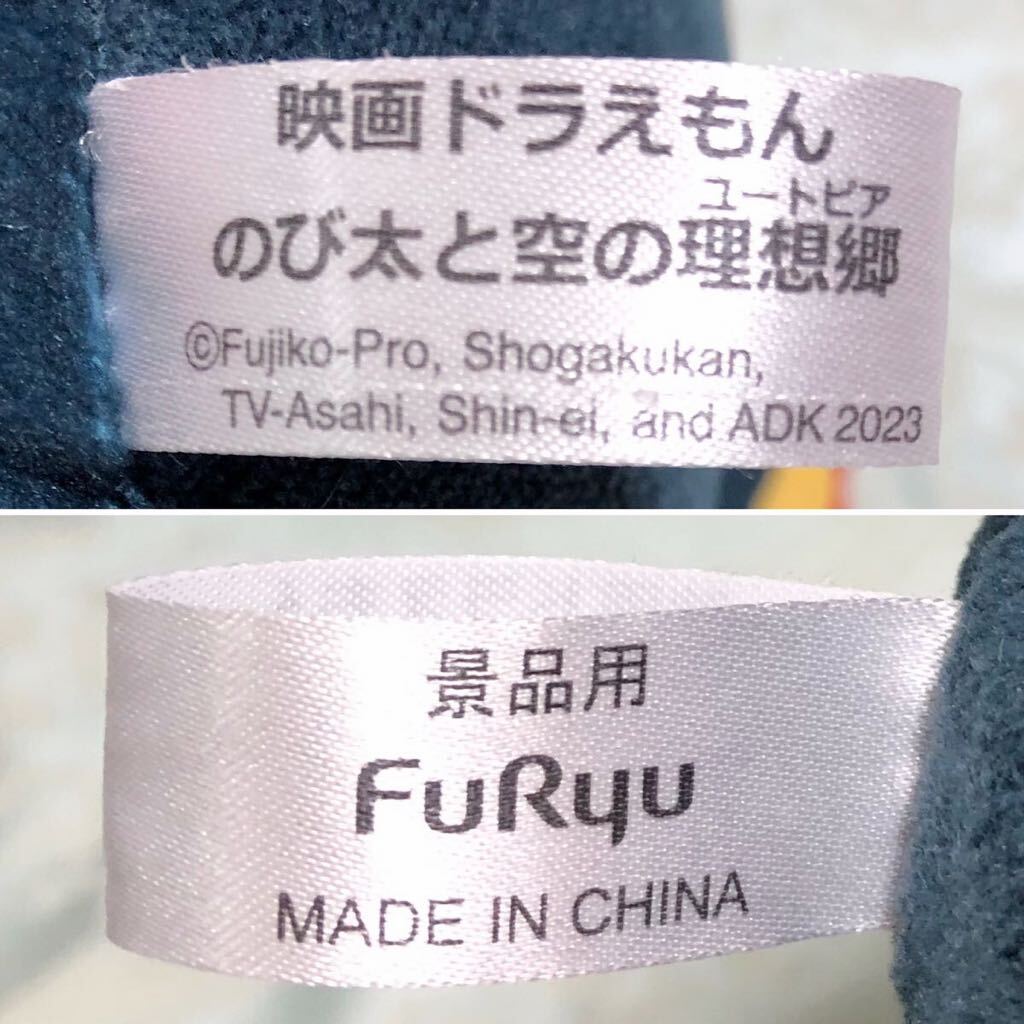 映画ドラえもん
ユートピア
のび太と空の理想郷
©Fujiko-Pro, Shogakukan,
TV-Asahi, Shin-ei, and ADK 2023
景品用
FuRyu
MADE IN CHINA